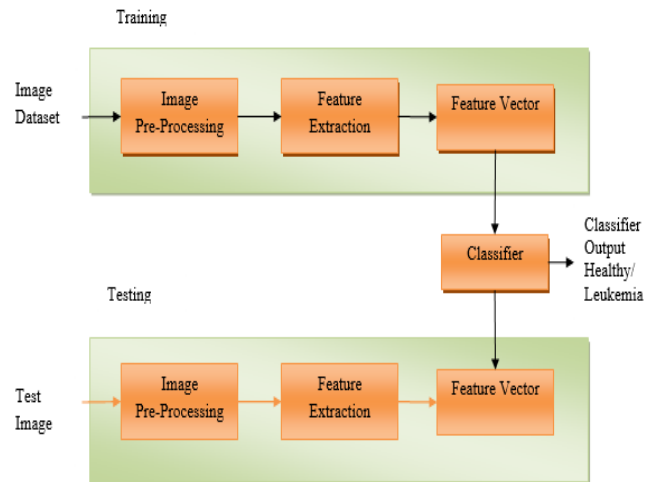 Training
Image
Dataset
Image
Pre-Processing
Feature
Extraction
Feature Vector
Classifier
Classifier
Output
Healthy/
Leukemia
Testing
Test
Image
Image
Pre-Processing
Feature
Extraction
Feature Vector